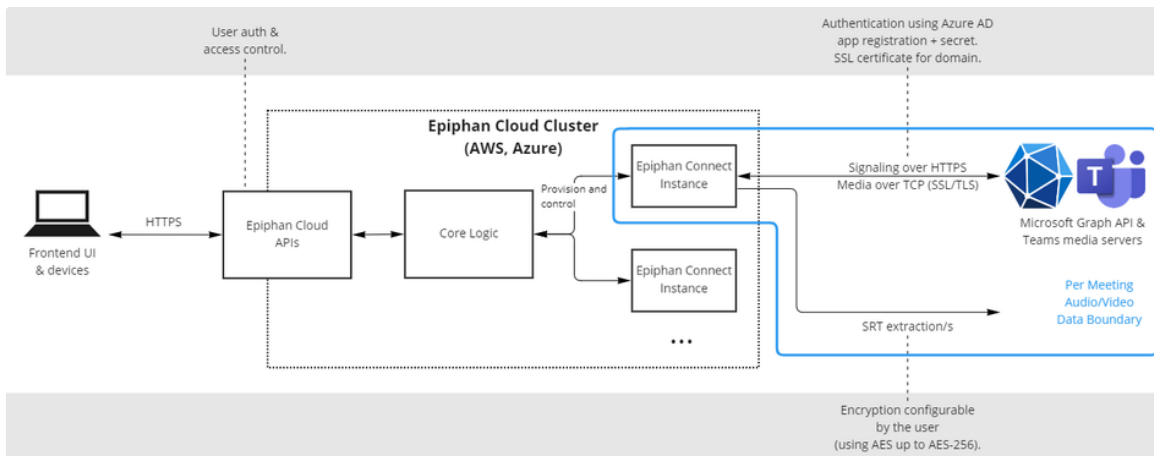 User auth &
access control.
Authentication using Azure AD
app registration + secret.
SSL certificate for domain.
Epiphan Cloud Cluster
(AWS, Azure)
HTTPS
Frontend UI
& devices
Epiphan Cloud
APIs
Core Logic
Provision and
control
Epiphan Connect
Instance
Epiphan Connect
Instance
...
Signaling over HTTPS
Media over TCP (SSL/TLS)
T
Microsoft Graph API &
Teams media servers
Per Meeting
Audio/Video
Data Boundary
SRT extraction/s
Encryption configurable
by the user
(using AES up to AES-256).